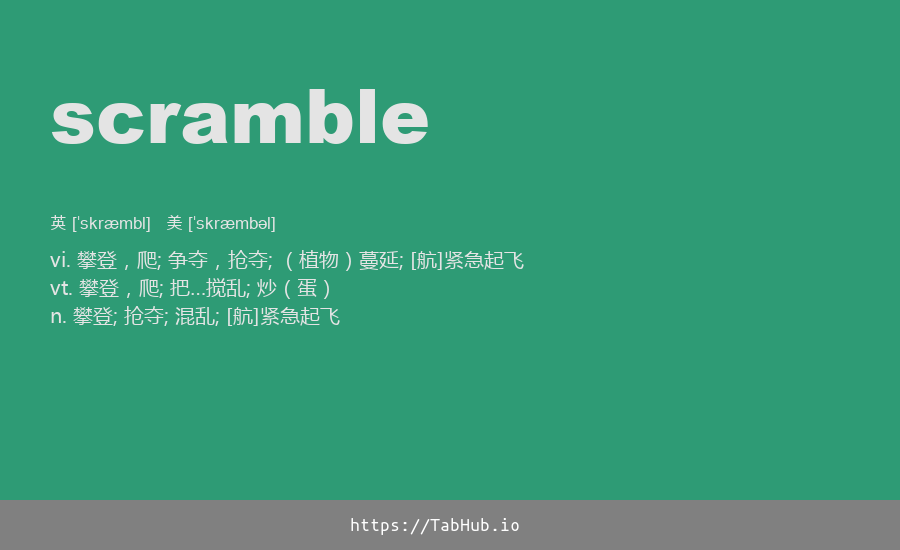 scramble
英 [ˈskræmbl] 美 [ˈskræmbəl]
vi. 攀登，爬; 争夺，抢夺; （植物）蔓延; [航]紧急起飞
vt. 攀登，爬; 把…搅乱; 炒（蛋）
n. 攀登; 抢夺; 混乱; [航]紧急起飞
https://TabHub.io